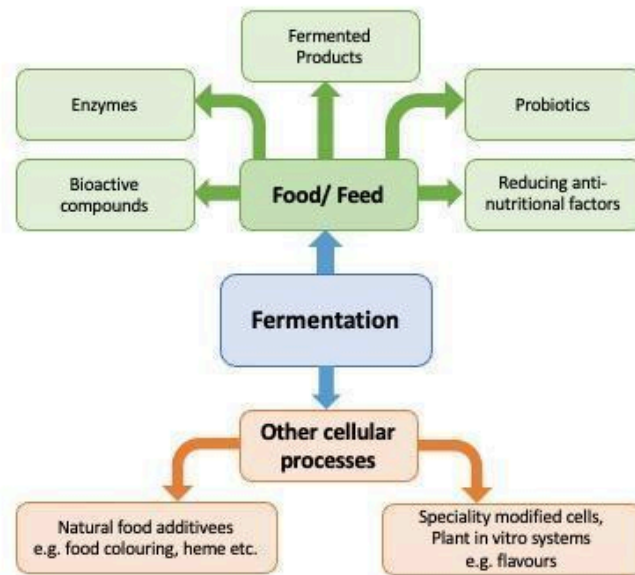 Fermented
Products
Enzymes
Probiotics
Bioactive
compounds
Food/ Feed
Reducing anti-
nutritional factors
Fermentation
Other cellular
processes
Natural food additivees
e.g. food colouring, heme etc.
Speciality modified cells,
Plant in vitro systems
e.g. flavours